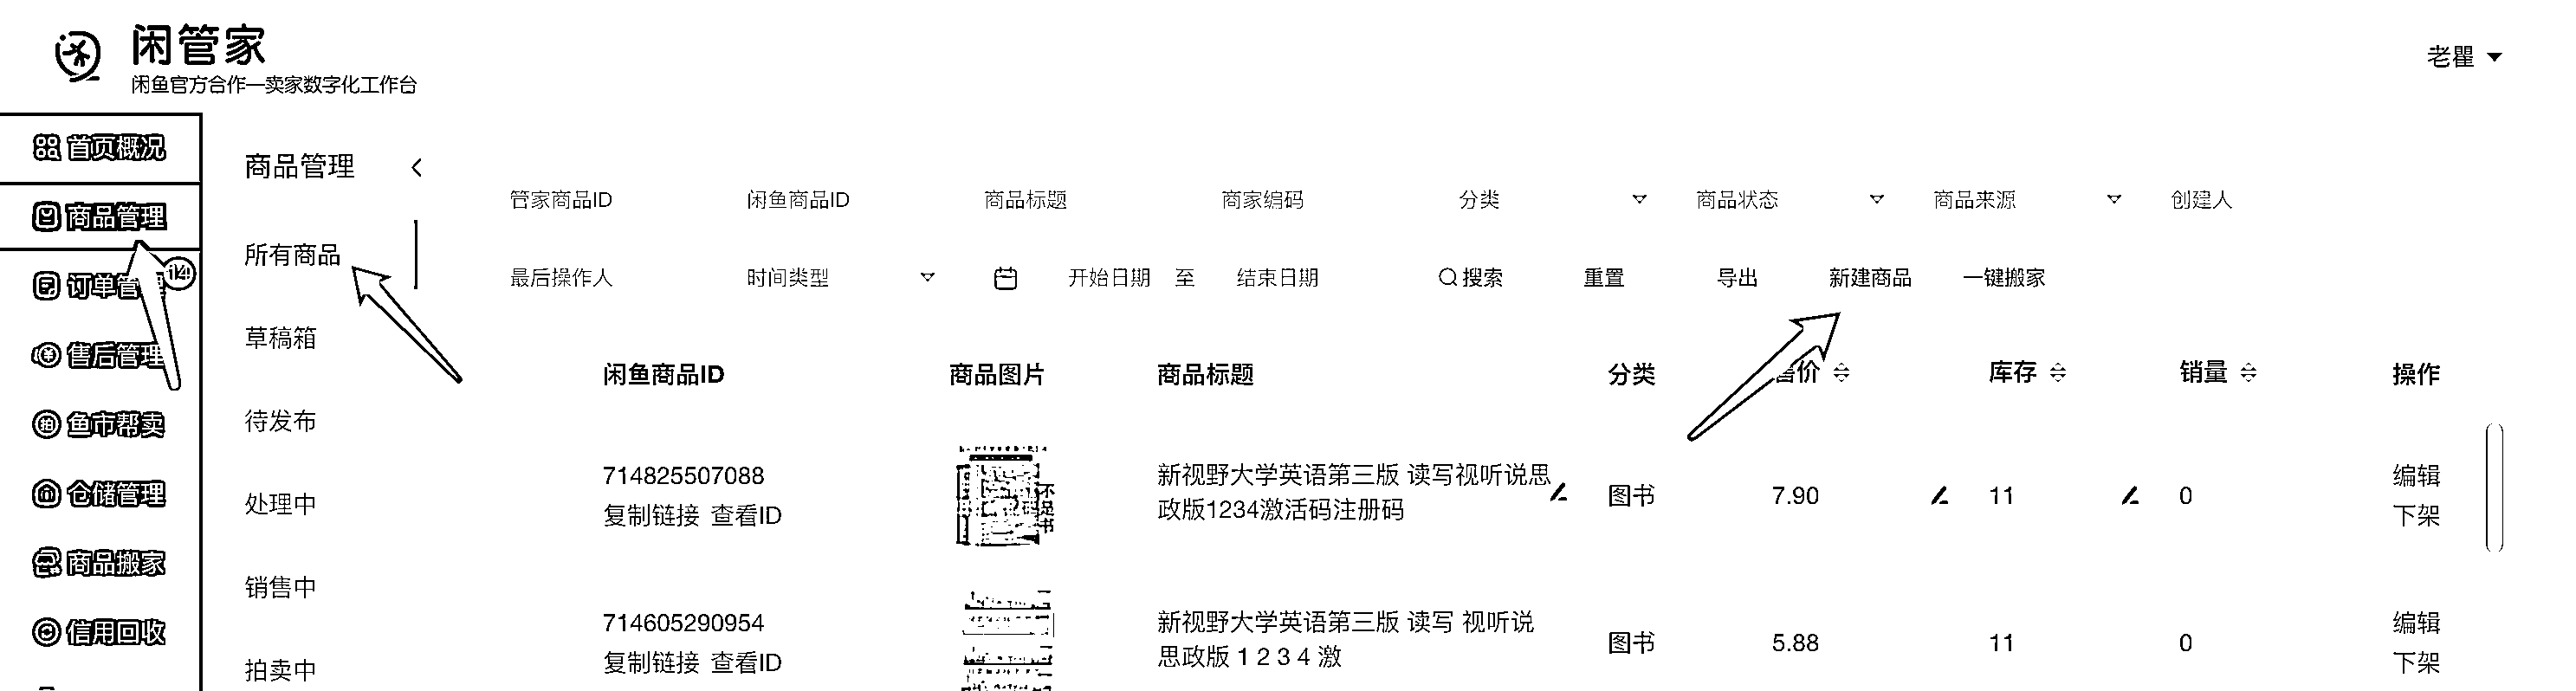 闲管家
闲鱼官方合作—卖家数字化工作台
老瞿
首页概况
商品管理
订单管
售后管理
鱼市帮卖
仓储管理
商品搬家
信用回收
商品管理
所有商品
草稿箱
待发布
处理中
销售中
拍卖中
管家商品ID 闲鱼商品ID 商品标题 商家编码 分类 商品状态 商品来源 创建人
最后操作人 时间类型 开始日期 至 结束日期 搜索 重置 导出 新建商品 一键搬家
闲鱼商品ID 商品图片 商品标题 分类 售价 库存 销量 操作
714825507088
复制链接 查看ID
新视野大学英语第三版 读写视听说思
政版1234激活码注册码
图书 7.90 11 0
编辑
下架
714605290954
复制链接 查看ID
新视野大学英语第三版 读写 视听说
思政版 1 2 3 4 激
图书 5.88 11 0
编辑
下架